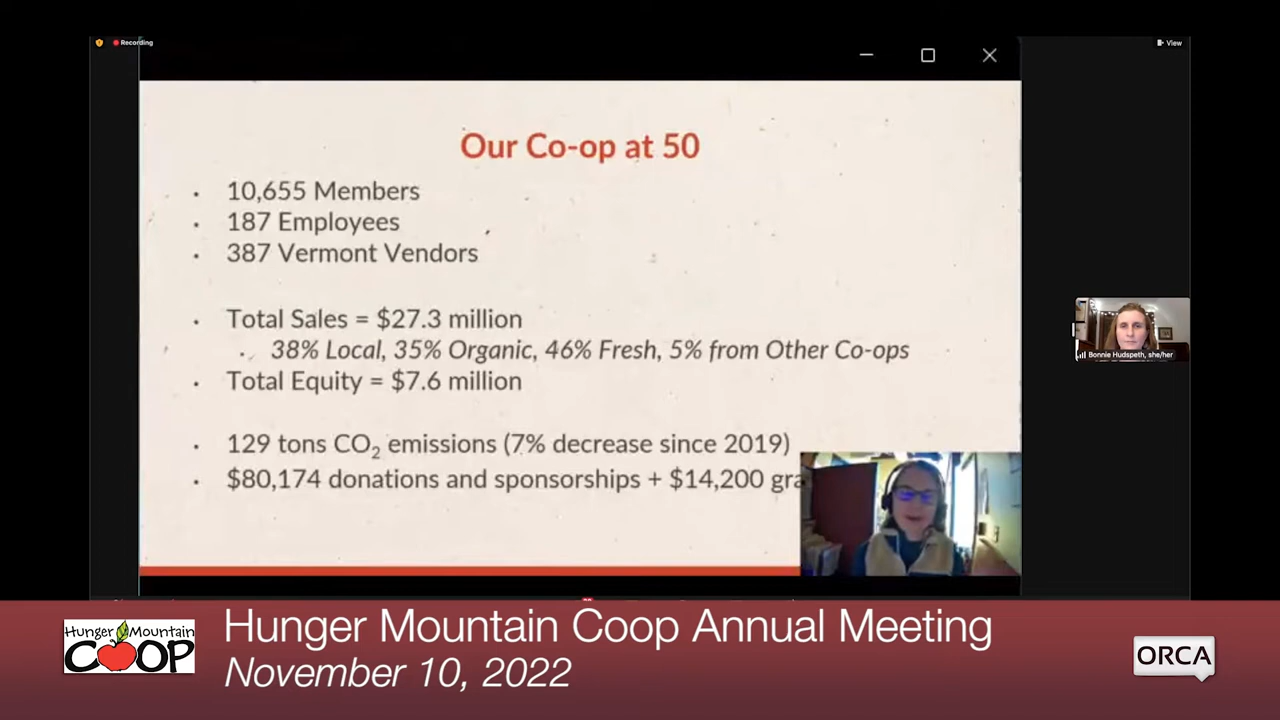 Recording
View
Our Co-op at 50
· 10,655 Members
· 187 Employees
· 387 Vermont Vendors
· Total Sales = $27.3 million
· 38% Local, 35% Organic, 46% Fresh, 5% from Other Co-ops
· Total Equity = $7.6 million
· 129 tons CO₂ emissions (7% decrease since 2019)
· $80,174 donations and sponsorships + $14,200 gra
Bonnie Hudspeth, she/her
Hunger Mountain
COOP
Hunger Mountain Coop Annual Meeting
November 10, 2022
ORCA